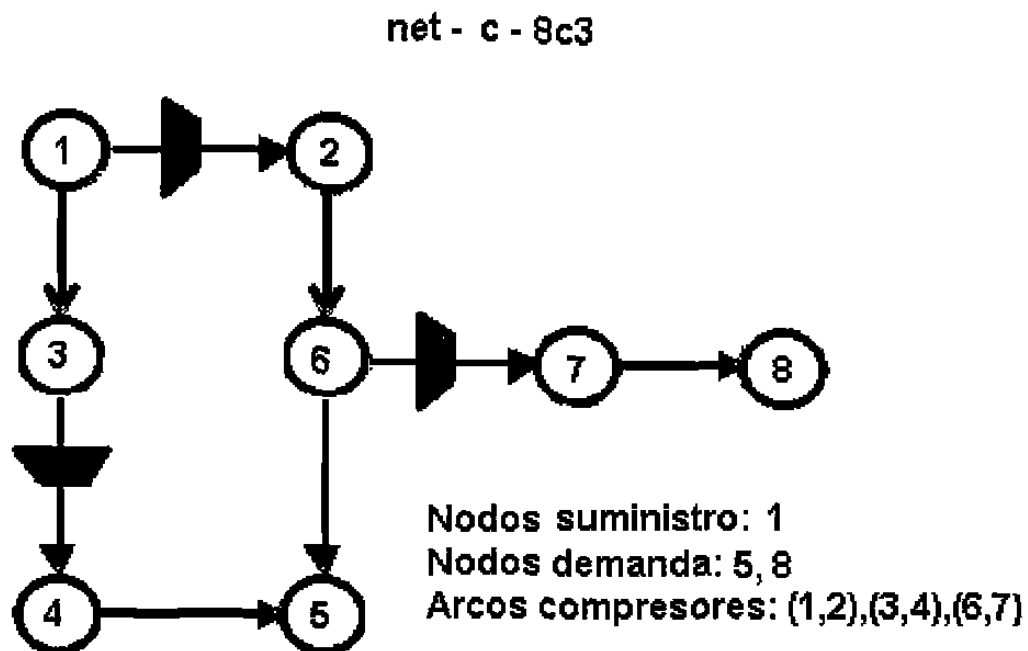 net - c - 8c3
1
2
3
6
7
8
4
5
Nodos suministro: 1
Nodos demanda: 5, 8
Arcos compresores: (1,2),(3,4),(6,7)